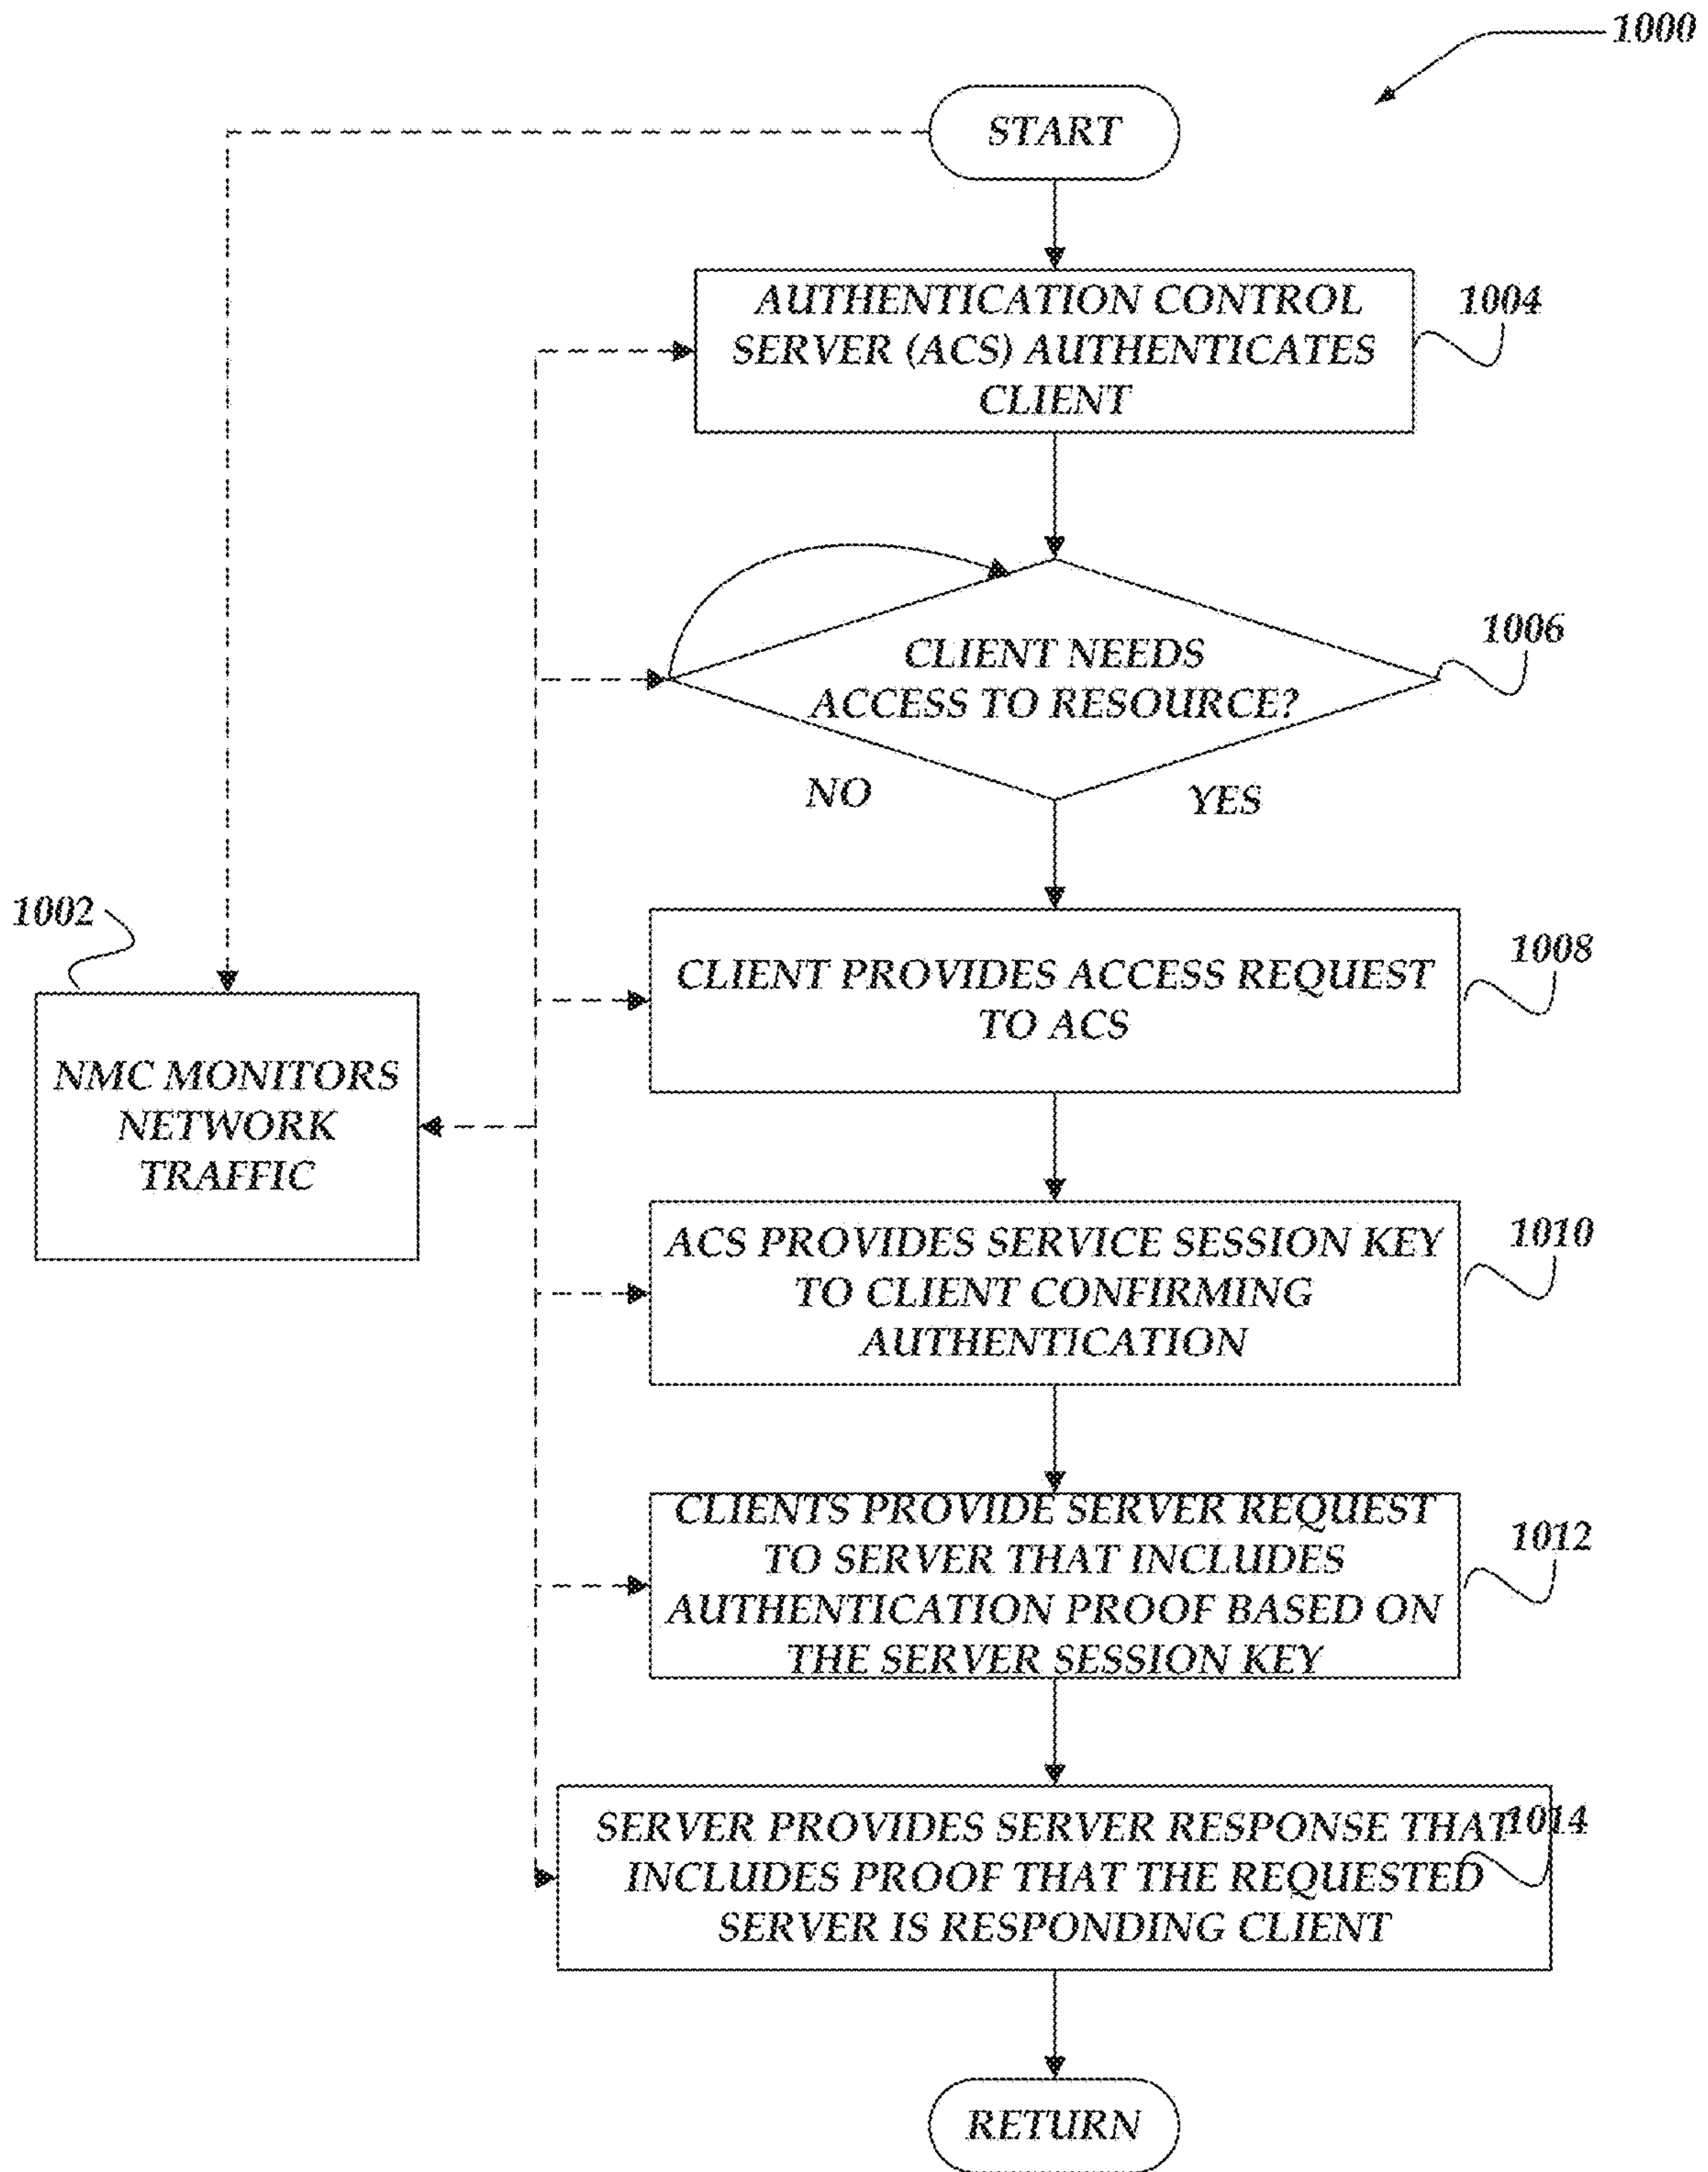 1000
START
AUTHENTICATION CONTROL
SERVER (ACS) AUTHENTICATES
CLIENT
1004
CLIENT NEEDS
ACCESS TO RESOURCE?
1006
NO
YES
1002
NMC MONITORS
NETWORK
TRAFFIC
CLIENT PROVIDES ACCESS REQUEST
TO ACS
1008
ACS PROVIDES SERVICE SESSION KEY
TO CLIENT CONFIRMING
AUTHENTICATION
1010
CLIENTS PROVIDE SERVER REQUEST
TO SERVER THAT INCLUDES
AUTHENTICATION PROOF BASED ON
THE SERVER SESSION KEY
1012
SERVER PROVIDES SERVER RESPONSE THAT
INCLUDES PROOF THAT THE REQUESTED
SERVER IS RESPONDING CLIENT
1014
RETURN